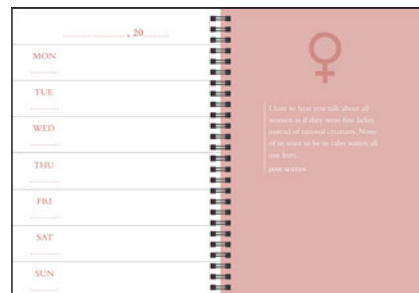 , 20
MON
TUE
WED
THU
FRI
SAT
SUN
I hate to hear you talk about all
women as if they were fine ladies
instead of rational creatures. None
of us want to be in calm waters all
our lives.
JANE AUSTEN